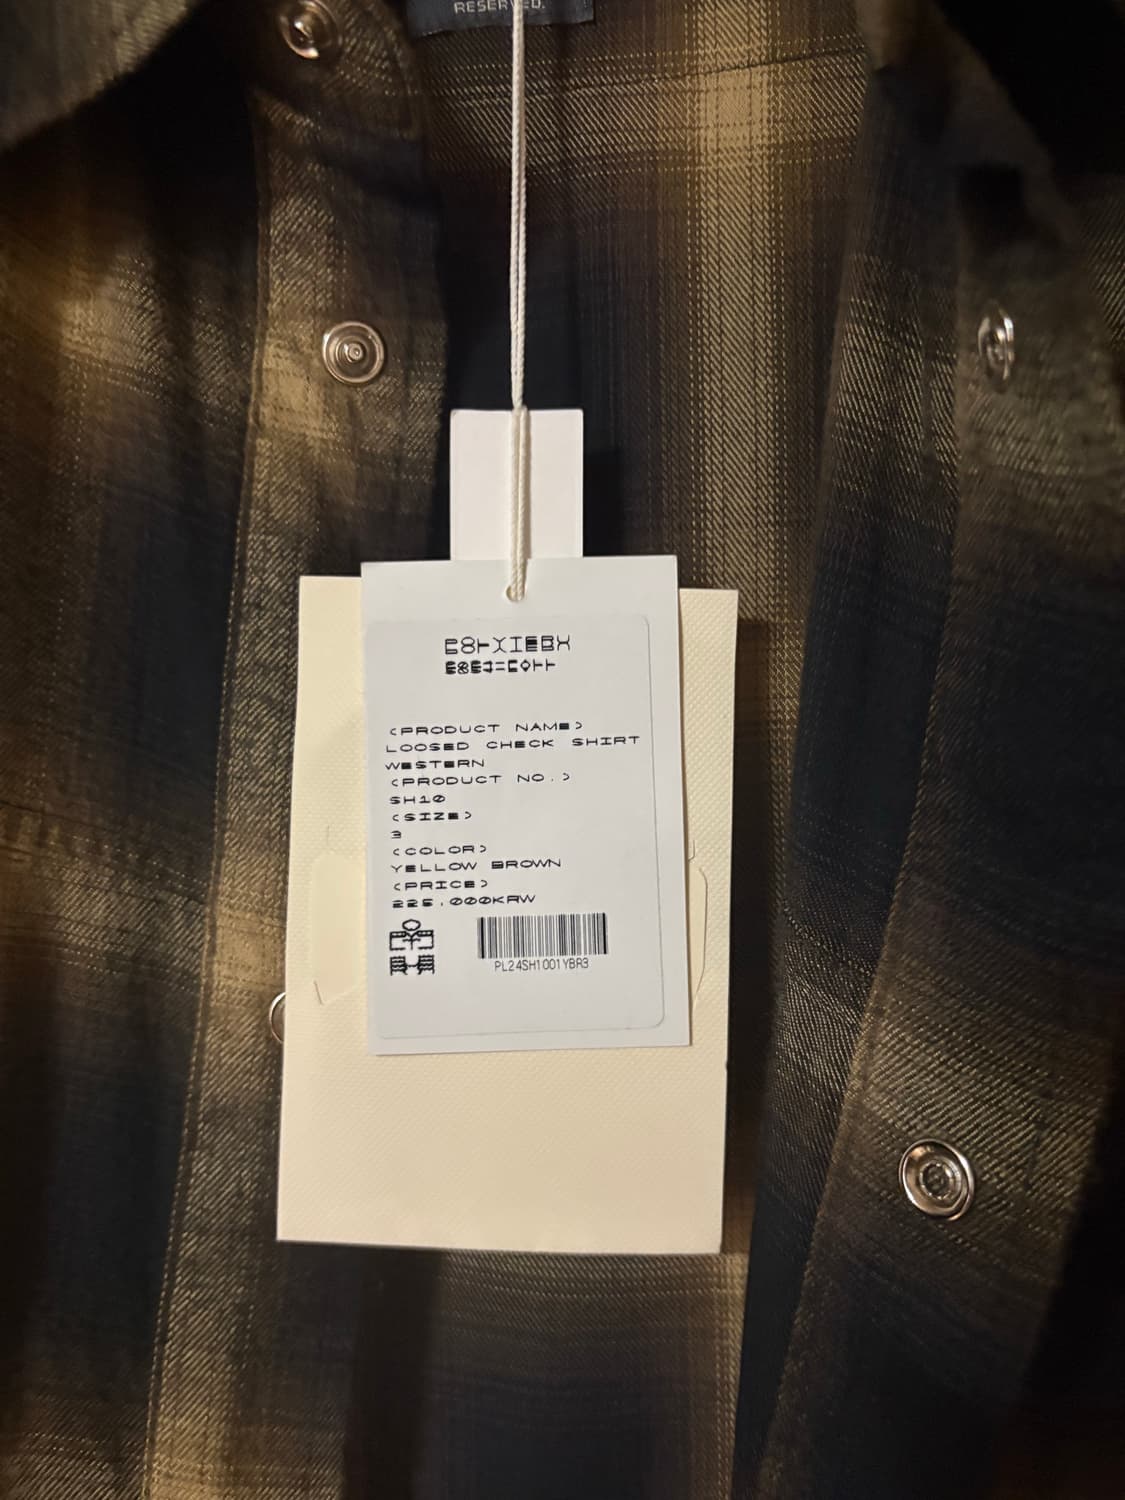 RESERVED.
<PRODUCT NAME>
LOOSED CHECK SHIRT
WESTERN
<PRODUCT NO.>
SH10
<SIZE>
3
<COLOR>
YELLOW BROWN
<PRICE>
225.000KRW
PL24SH1001YBR3